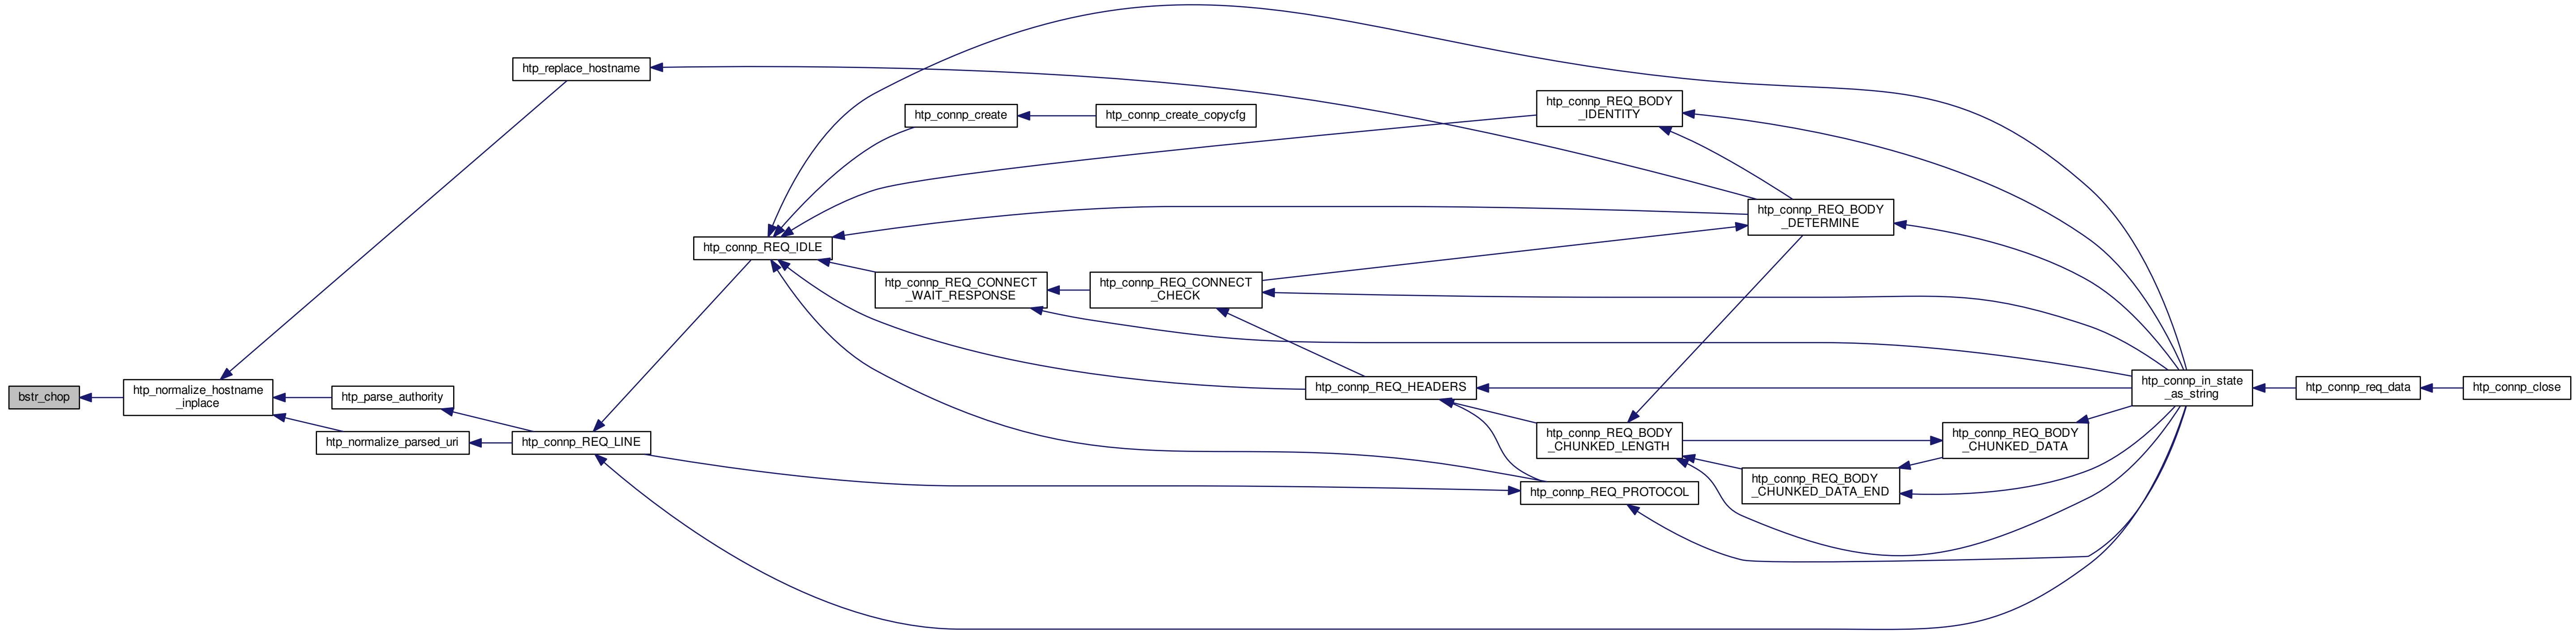 htp_replace_hostname
htp_connp_create
htp_connp_create_copycfg
htp_connp_REQ_BODY
_IDENTITY
htp_connp_REQ_BODY
_DETERMINE
htp_connp_REQ_IDLE
htp_connp_REQ_CONNECT
_WAIT_RESPONSE
htp_connp_REQ_CONNECT
_CHECK
bstr_chop
htp_normalize_hostname
_inplace
htp_parse_authority
htp_normalize_parsed_uri
htp_connp_REQ_LINE
htp_connp_REQ_HEADERS
htp_connp_in_state
_as_string
htp_connp_req_data
htp_connp_close
htp_connp_REQ_BODY
_CHUNKED_LENGTH
htp_connp_REQ_BODY
_CHUNKED_DATA
htp_connp_REQ_BODY
_CHUNKED_DATA_END
htp_connp_REQ_PROTOCOL